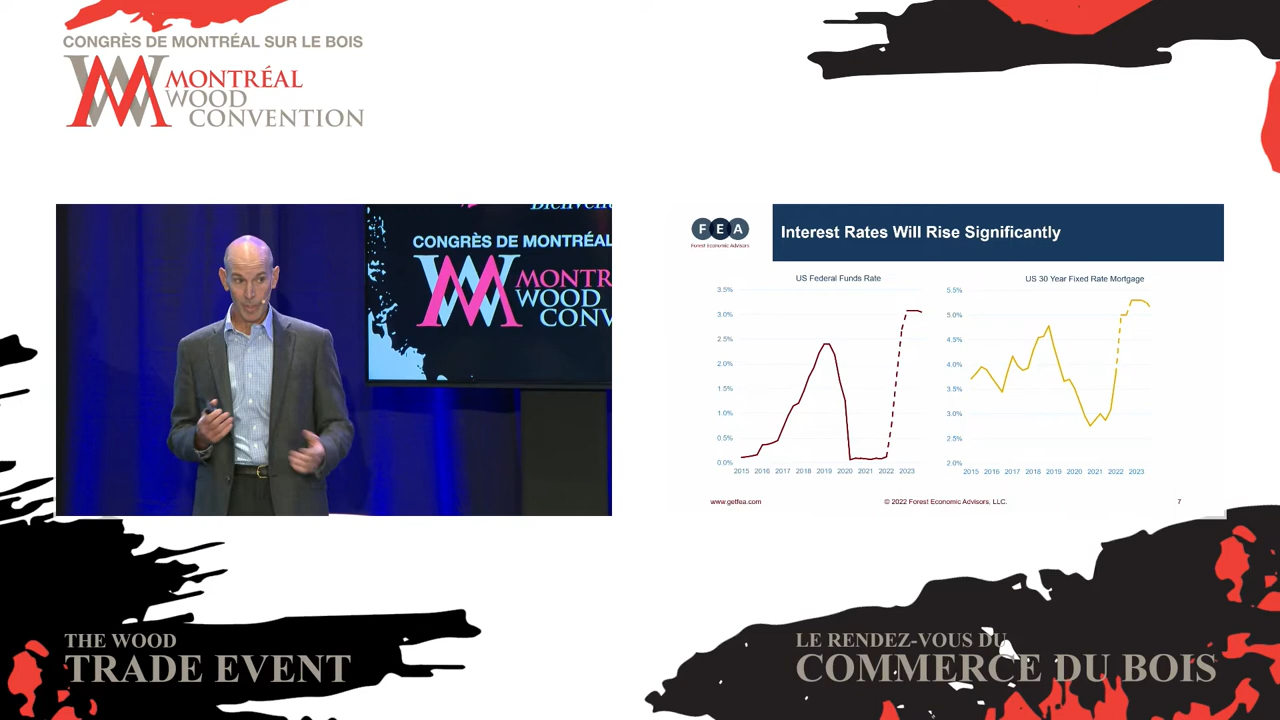 CONGRÈS DE MONTRÉAL SUR LE BOIS
MONTRÉAL
WOOD
CONVENTION
CONGRÈS DE MONTRÉAL
MONTR
WOOD
CONV
FEA
Forest Economic Advisors
Interest Rates Will Rise Significantly
US Federal Funds Rate
3.5%
3.0%
2.5%
2.0%
1.5%
1.0%
0.5%
0.0%
2015 2016 2017 2018 2019 2020 2021 2022 2023
US 30 Year Fixed Rate Mortgage
5.5%
5.0%
4.5%
4.0%
3.5%
3.0%
2.5%
2.0%
2015 2016 2017 2018 2019 2020 2021 2022 2023
www.getfea.com
© 2022 Forest Economic Advisors, LLC.
7
THE WOOD
TRADE EVENT
LE RENDEZ-VOUS DU
COMMERCE DU BOIS